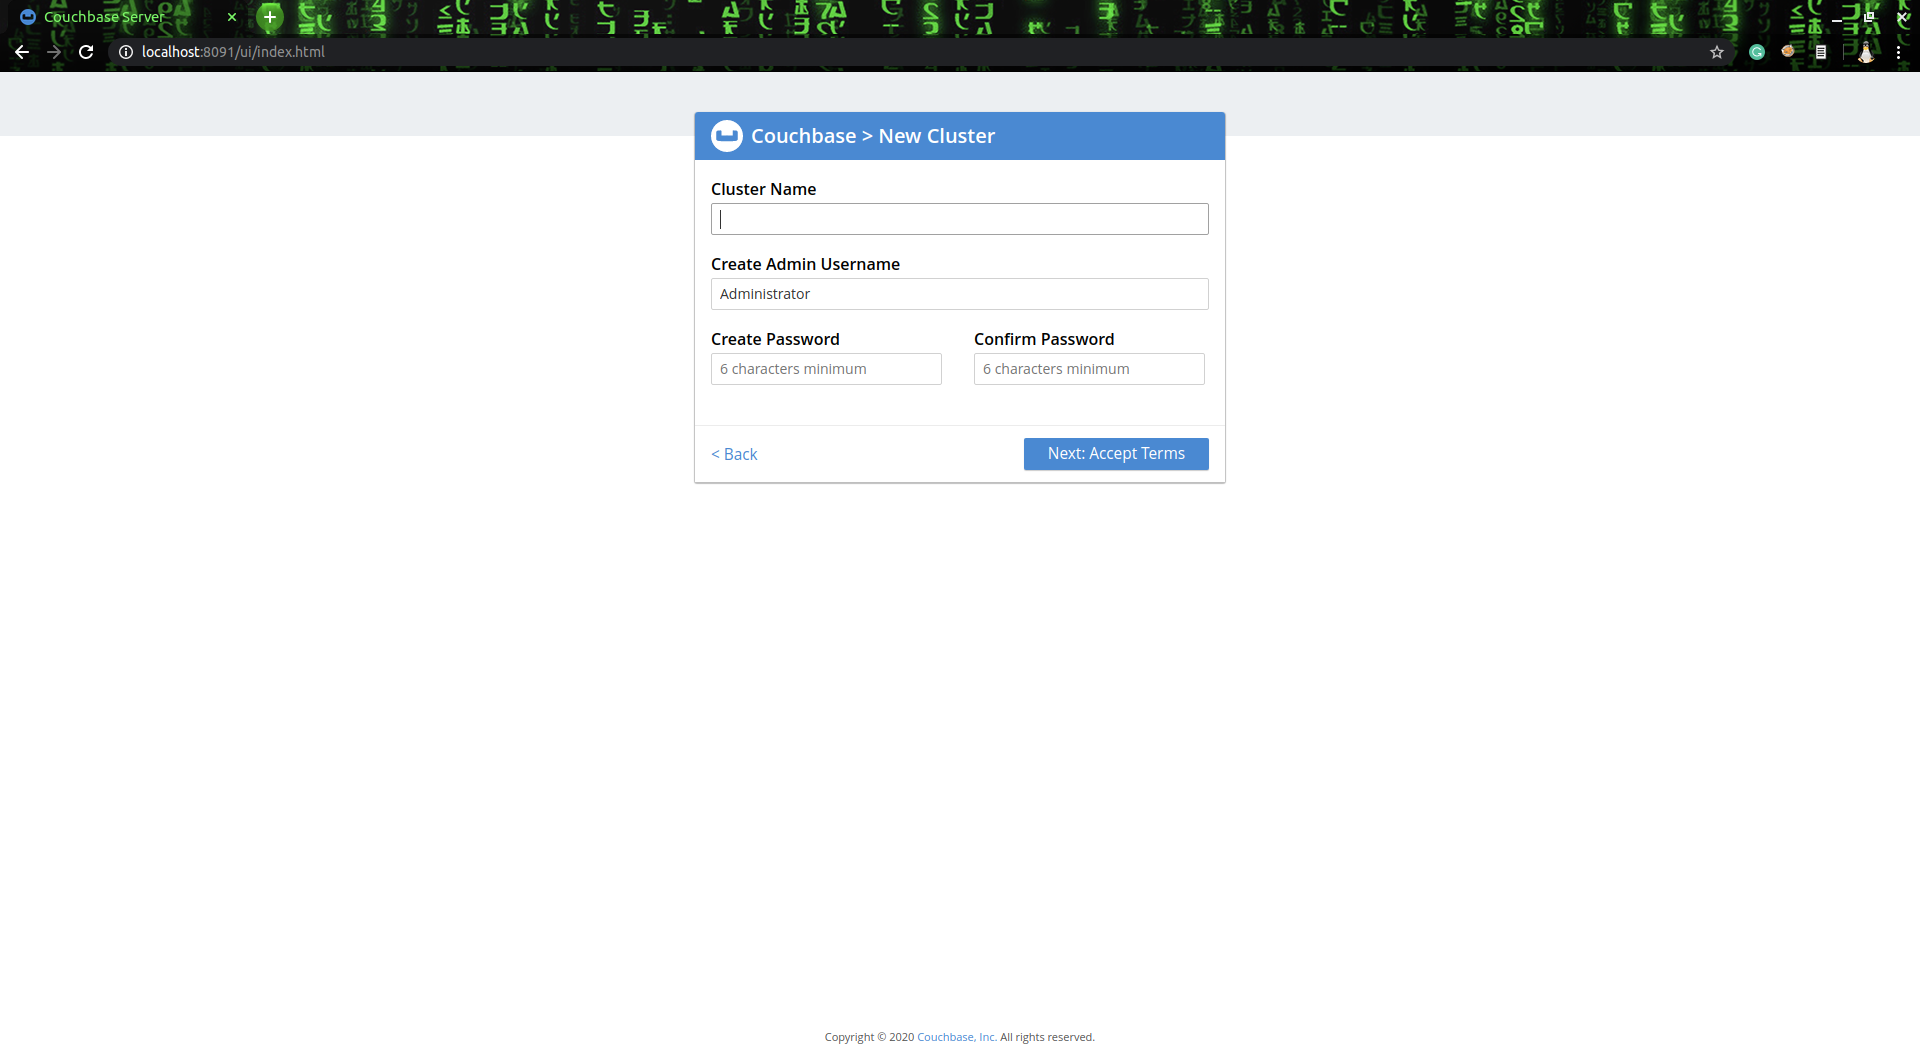 Couchbase Server
localhost:8091/ui/index.html
Couchbase > New Cluster
Cluster Name
Create Admin Username
Administrator
Create Password Confirm Password
6 characters minimum 6 characters minimum
< Back Next: Accept Terms
Copyright © 2020 Couchbase, Inc. All rights reserved.